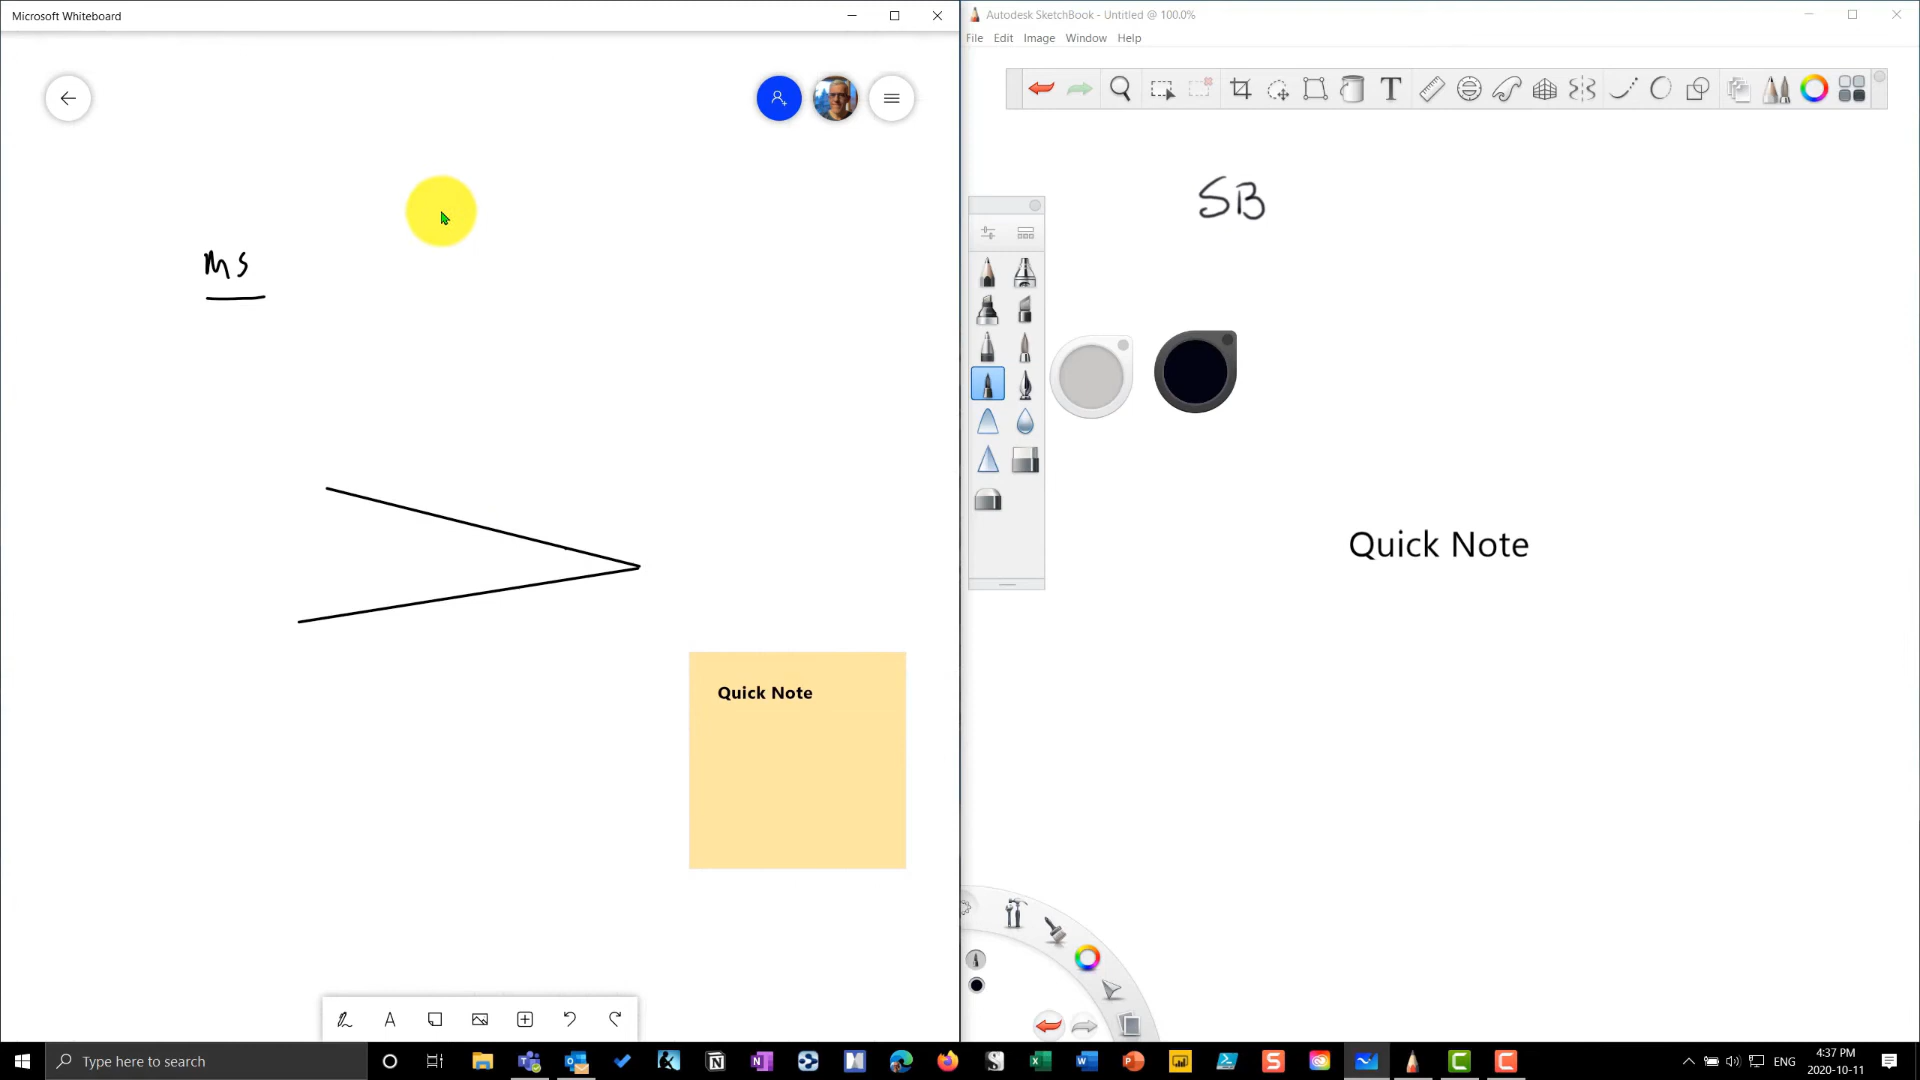 Microsoft Whiteboard
Autodesk SketchBook - Untitled @ 100.0%
File Edit Image Window Help
T
SB
MS
Quick Note
Quick Note
A
Type here to search
ENG
4:37 PM
2020-10-11